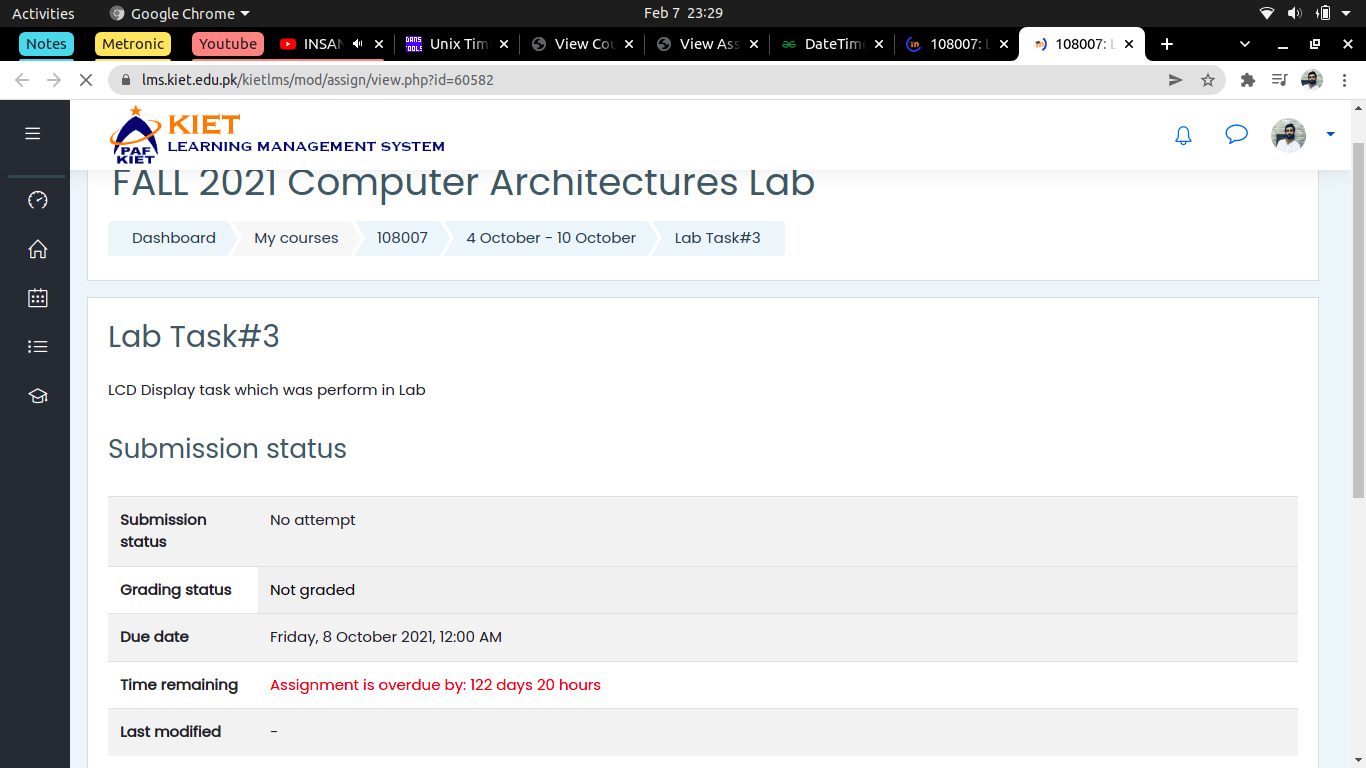 Activities Google Chrome Feb 7 23:29
Notes Metronic Youtube INSAN Unix Tim View Cou View Ass DateTim 108007: L 108007: L
lms.kiet.edu.pk/kietlms/mod/assign/view.php?id=60582
PAF KIET
KIET
LEARNING MANAGEMENT SYSTEM
FALL 2021 Computer Architectures Lab
Dashboard My courses 108007 4 October - 10 October Lab Task#3
Lab Task#3
LCD Display task which was perform in Lab
Submission status
Submission status No attempt
Grading status Not graded
Due date Friday, 8 October 2021, 12:00 AM
Time remaining Assignment is overdue by: 122 days 20 hours
Last modified -